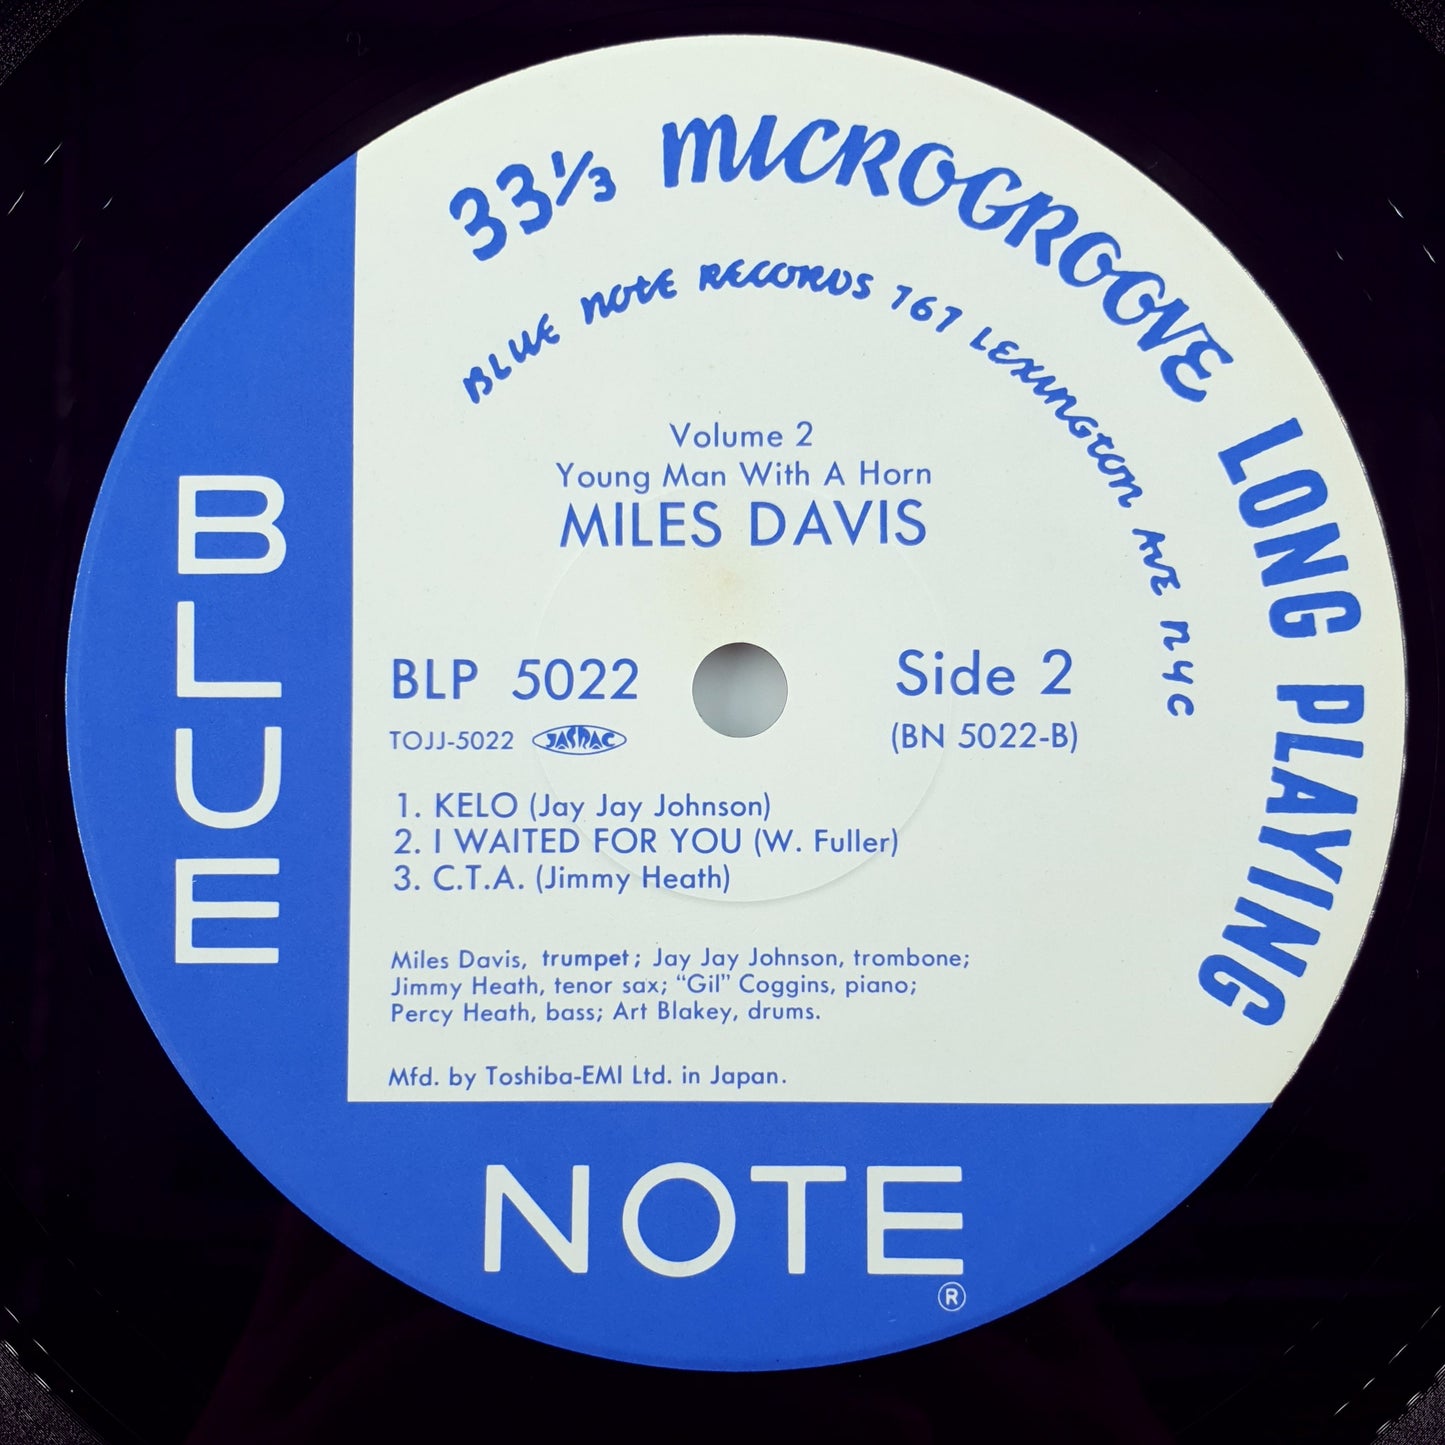 33⅓ MICROGROOVE LONG PLAYING
BLUE NOTE RECORDS 767 LEXINGTON AVE NYC
Volume 2
Young Man With A Horn
MILES DAVIS
BLP 5022
Side 2
TOJJ-5022 JASRAC
(BN 5022-B)
1. KELO (Jay Jay Johnson)
2. I WAITED FOR YOU (W. Fuller)
3. C.T.A. (Jimmy Heath)
Miles Davis, trumpet; Jay Jay Johnson, trombone;
Jimmy Heath, tenor sax; “Gil” Coggins, piano;
Percy Heath, bass; Art Blakey, drums.
Mfd. by Toshiba-EMI Ltd. in Japan.
BLUE
NOTE
®